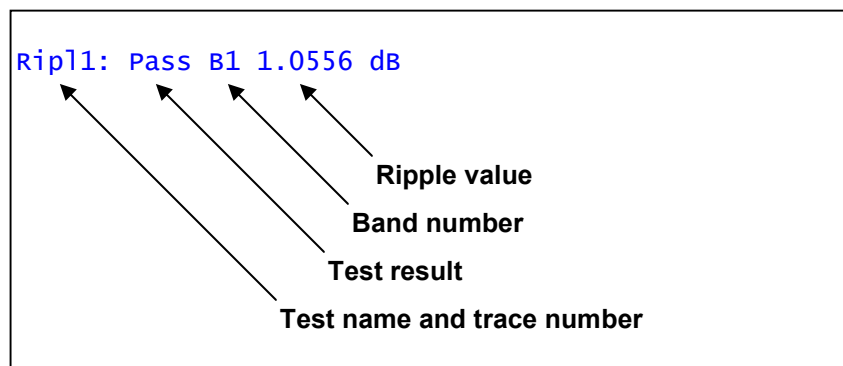 Ripl1: Pass B1 1.0556 dB
Ripple value
Band number
Test result
Test name and trace number